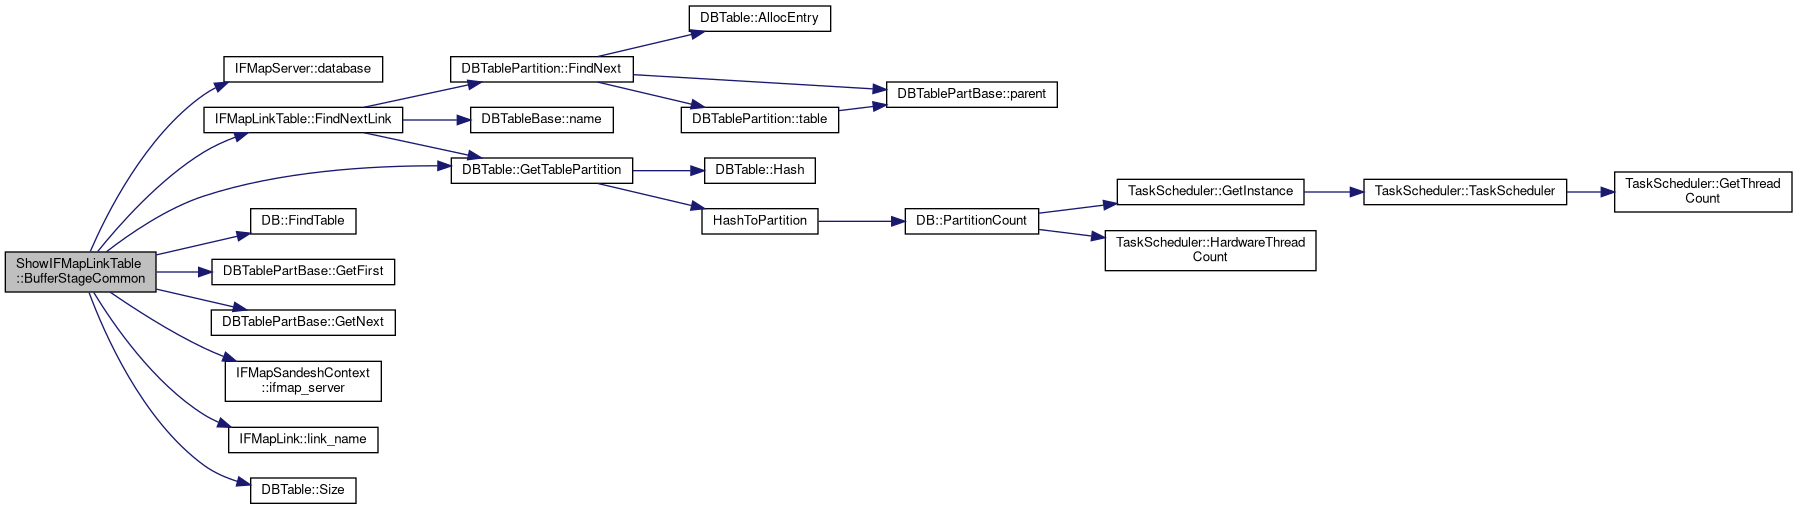 DBTable::AllocEntry
IFMapServer::database
DBTablePartition::FindNext
DBTablePartBase::parent
IFMapLinkTable::FindNextLink
DBTableBase::name
DBTablePartition::table
DBTable::GetTablePartition
DBTable::Hash
TaskScheduler::GetInstance
TaskScheduler::TaskScheduler
TaskScheduler::GetThread
Count
DB::FindTable
HashToPartition
DB::PartitionCount
TaskScheduler::HardwareThread
Count
ShowIFMapLinkTable
::BufferStageCommon
DBTablePartBase::GetFirst
DBTablePartBase::GetNext
IFMapSandeshContext
::ifmap_server
IFMapLink::link_name
DBTable::Size